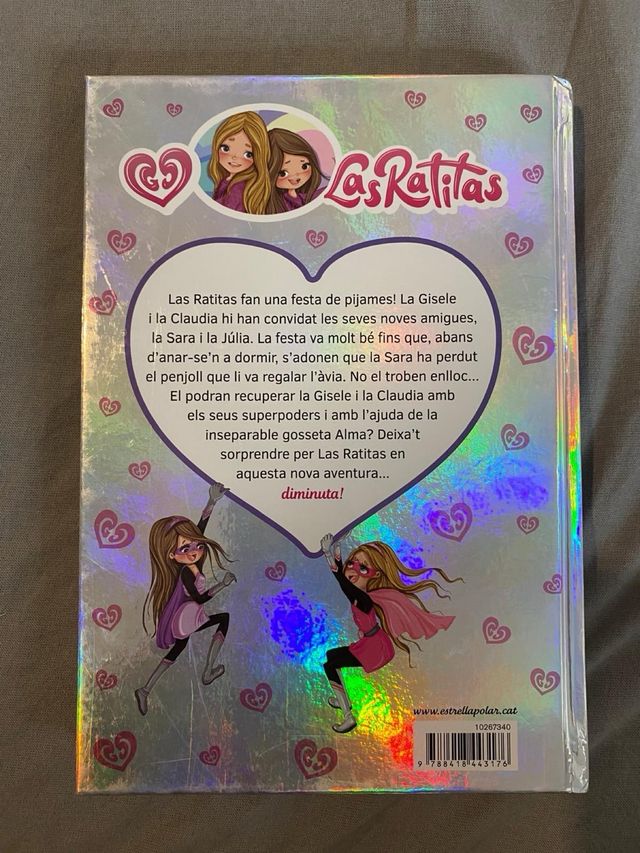 Las Ratitas
Las Ratitas fan una festa de pijames! La Gisele
i la Claudia hi han convidat les seves noves amigues,
la Sara i la Júlia. La festa va molt bé fins que, abans
d'anar-se'n a dormir, s'adonen que la Sara ha perdut
el penjoll que li va regalar l'àvia. No el troben enlloc...
El podran recuperar la Gisele i la Claudia amb
els seus superpoders i amb l'ajuda de la
inseparable gosseta Alma? Deixa't
sorprendre per Las Ratitas en
aquesta nova aventura...
diminuta!
www.estrellapolar.cat
10267340
9 788418 443176